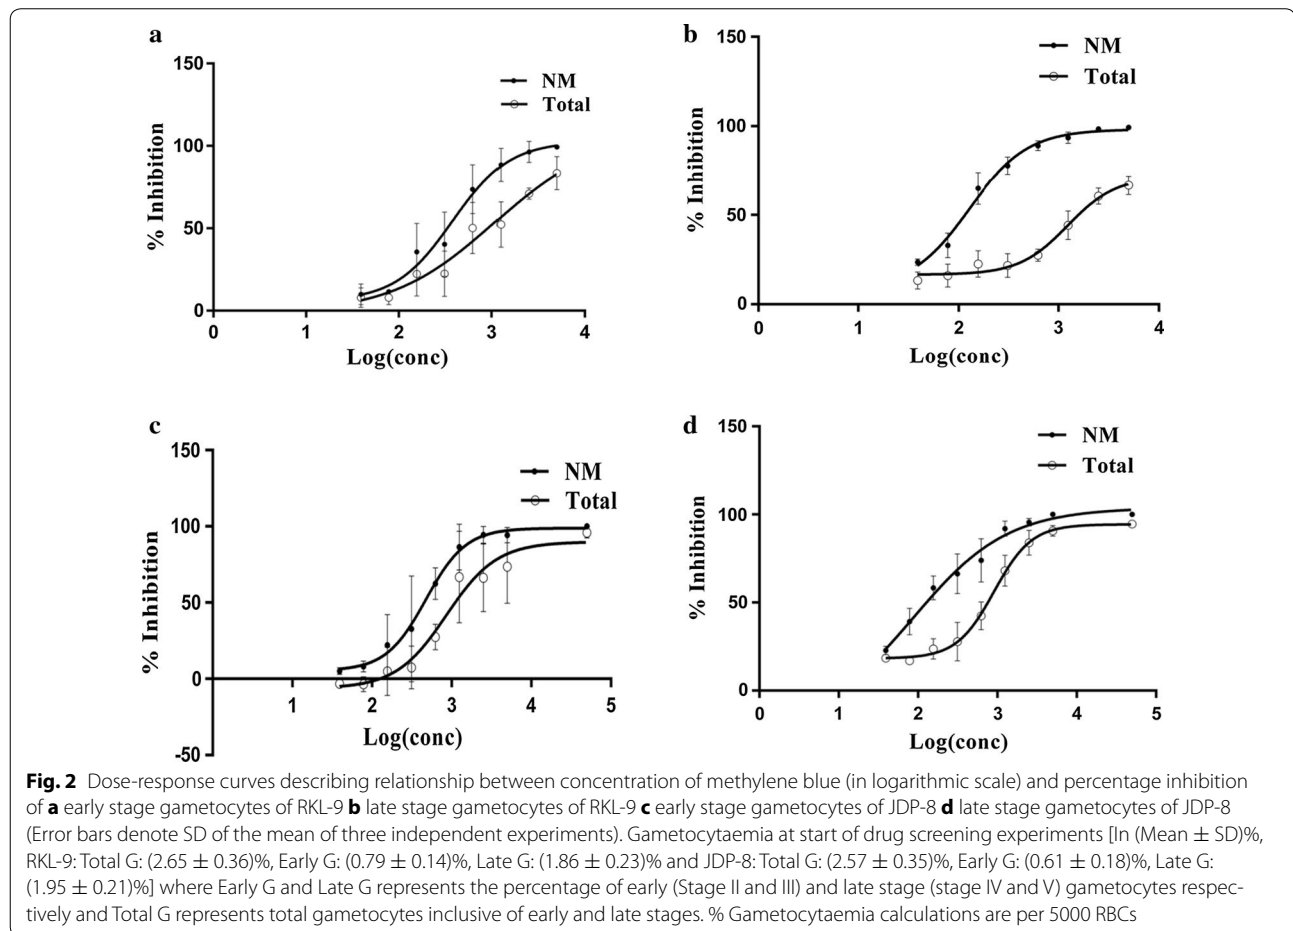 a
150
100
50
0
0 1 2 3 4
% Inhibition
Log(conc)
NM
Total
b
150
100
50
0
0 1 2 3 4
% Inhibition
Log(conc)
NM
Total
c
150
100
50
0
-50
1 2 3 4 5
% Inhibition
Log(conc)
NM
Total
d
150
100
50
0
0 1 2 3 4 5
% Inhibition
Log(conc)
NM
Total
Fig. 2 Dose-response curves describing relationship between concentration of methylene blue (in logarithmic scale) and percentage inhibition
of a early stage gametocytes of RKL-9 b late stage gametocytes of RKL-9 c early stage gametocytes of JDP-8 d late stage gametocytes of JDP-8
(Error bars denote SD of the mean of three independent experiments). Gametocytaemia at start of drug screening experiments [In (Mean ± SD)%,
RKL-9: Total G: (2.65 ± 0.36)%, Early G: (0.79 ± 0.14)%, Late G: (1.86 ± 0.23)% and JDP-8: Total G: (2.57 ± 0.35)%, Early G: (0.61 ± 0.18)%, Late G:
(1.95 ± 0.21)%] where Early G and Late G represents the percentage of early (Stage II and III) and late stage (stage IV and V) gametocytes respec-
tively and Total G represents total gametocytes inclusive of early and late stages. % Gametocytaemia calculations are per 5000 RBCs